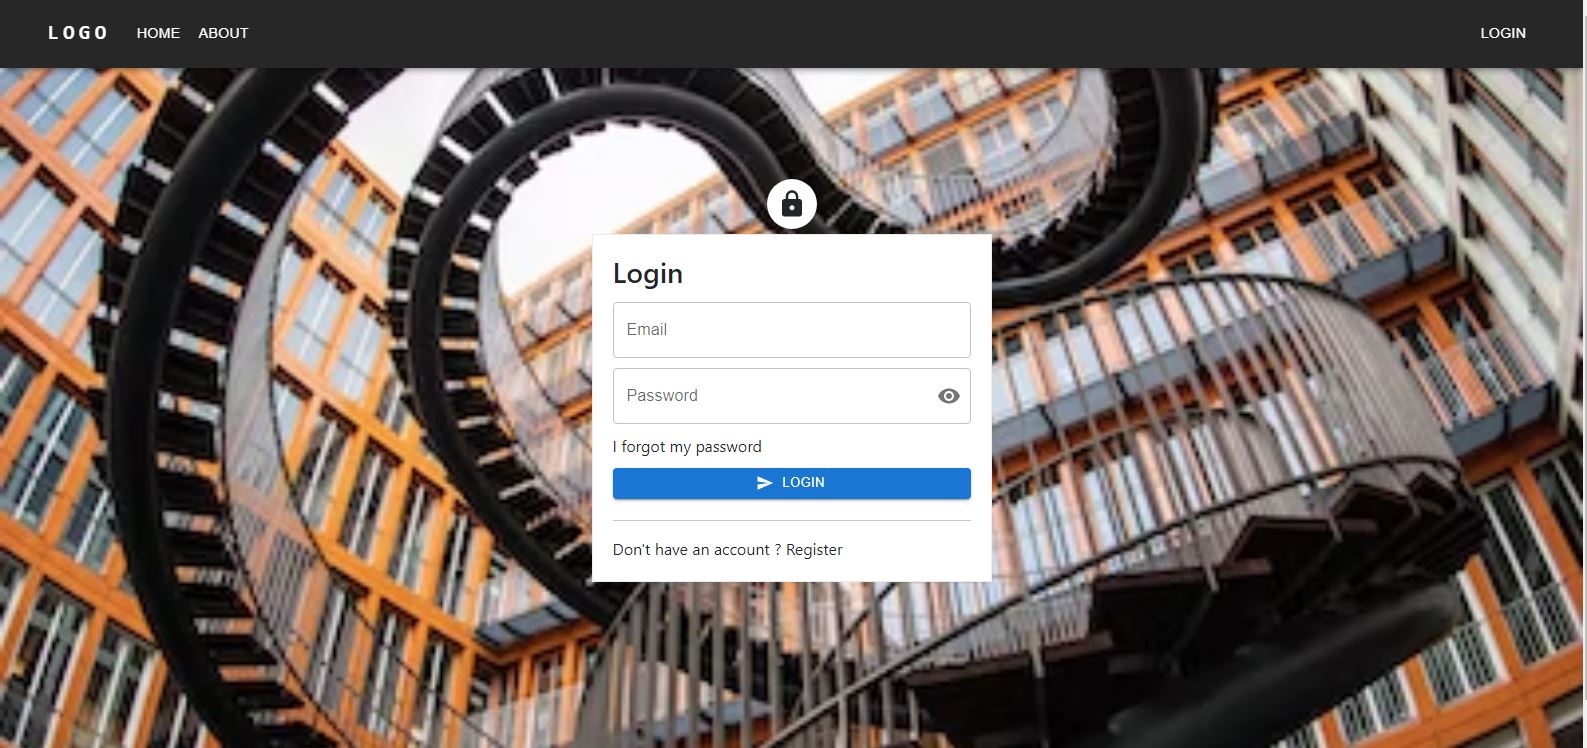 LOGO HOME ABOUT LOGIN
Login
Email
Password
I forgot my password
LOGIN
Don't have an account ? Register